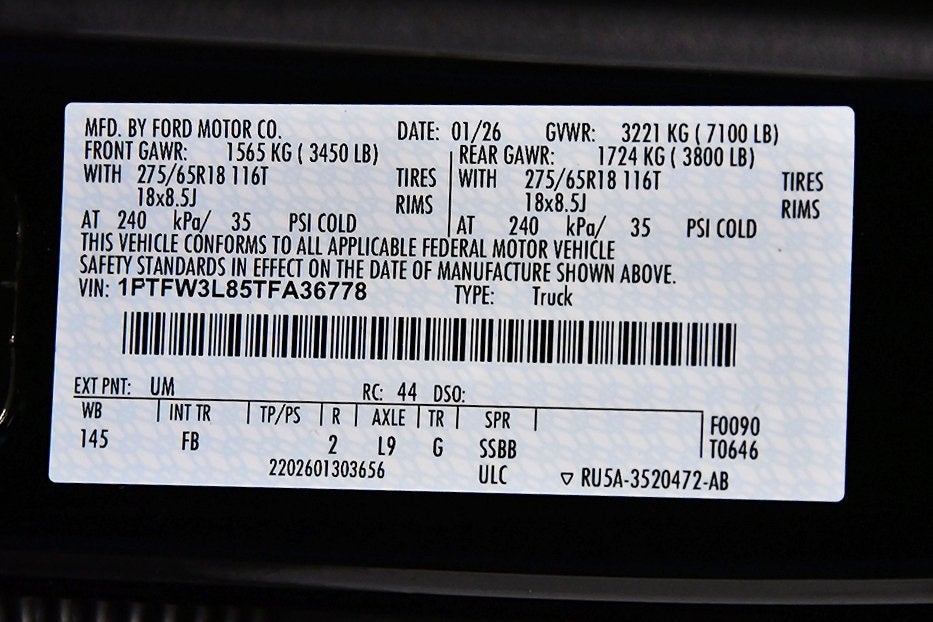 MFD. BY FORD MOTOR CO. DATE: 01/26 GVWR: 3221 KG ( 7100 LB)
FRONT GAWR: 1565 KG ( 3450 LB) REAR GAWR: 1724 KG ( 3800 LB)
WITH 275/65R18 116T TIRES WITH 275/65R18 116T TIRES
18x8.5J RIMS 18x8.5J RIMS
AT 240 kPa/ 35 PSI COLD AT 240 kPa/ 35 PSI COLD
THIS VEHICLE CONFORMS TO ALL APPLICABLE FEDERAL MOTOR VEHICLE
SAFETY STANDARDS IN EFFECT ON THE DATE OF MANUFACTURE SHOWN ABOVE.
VIN: 1PTFW3L85TFA36778 TYPE: Truck
EXT PNT: UM RC: 44 DSO:
WB INT TR TP/PS R AXLE TR SPR F0090
145 FB 2 L9 G SSBB T0646
2202601303656 ULC ▽ RU5A-3520472-AB